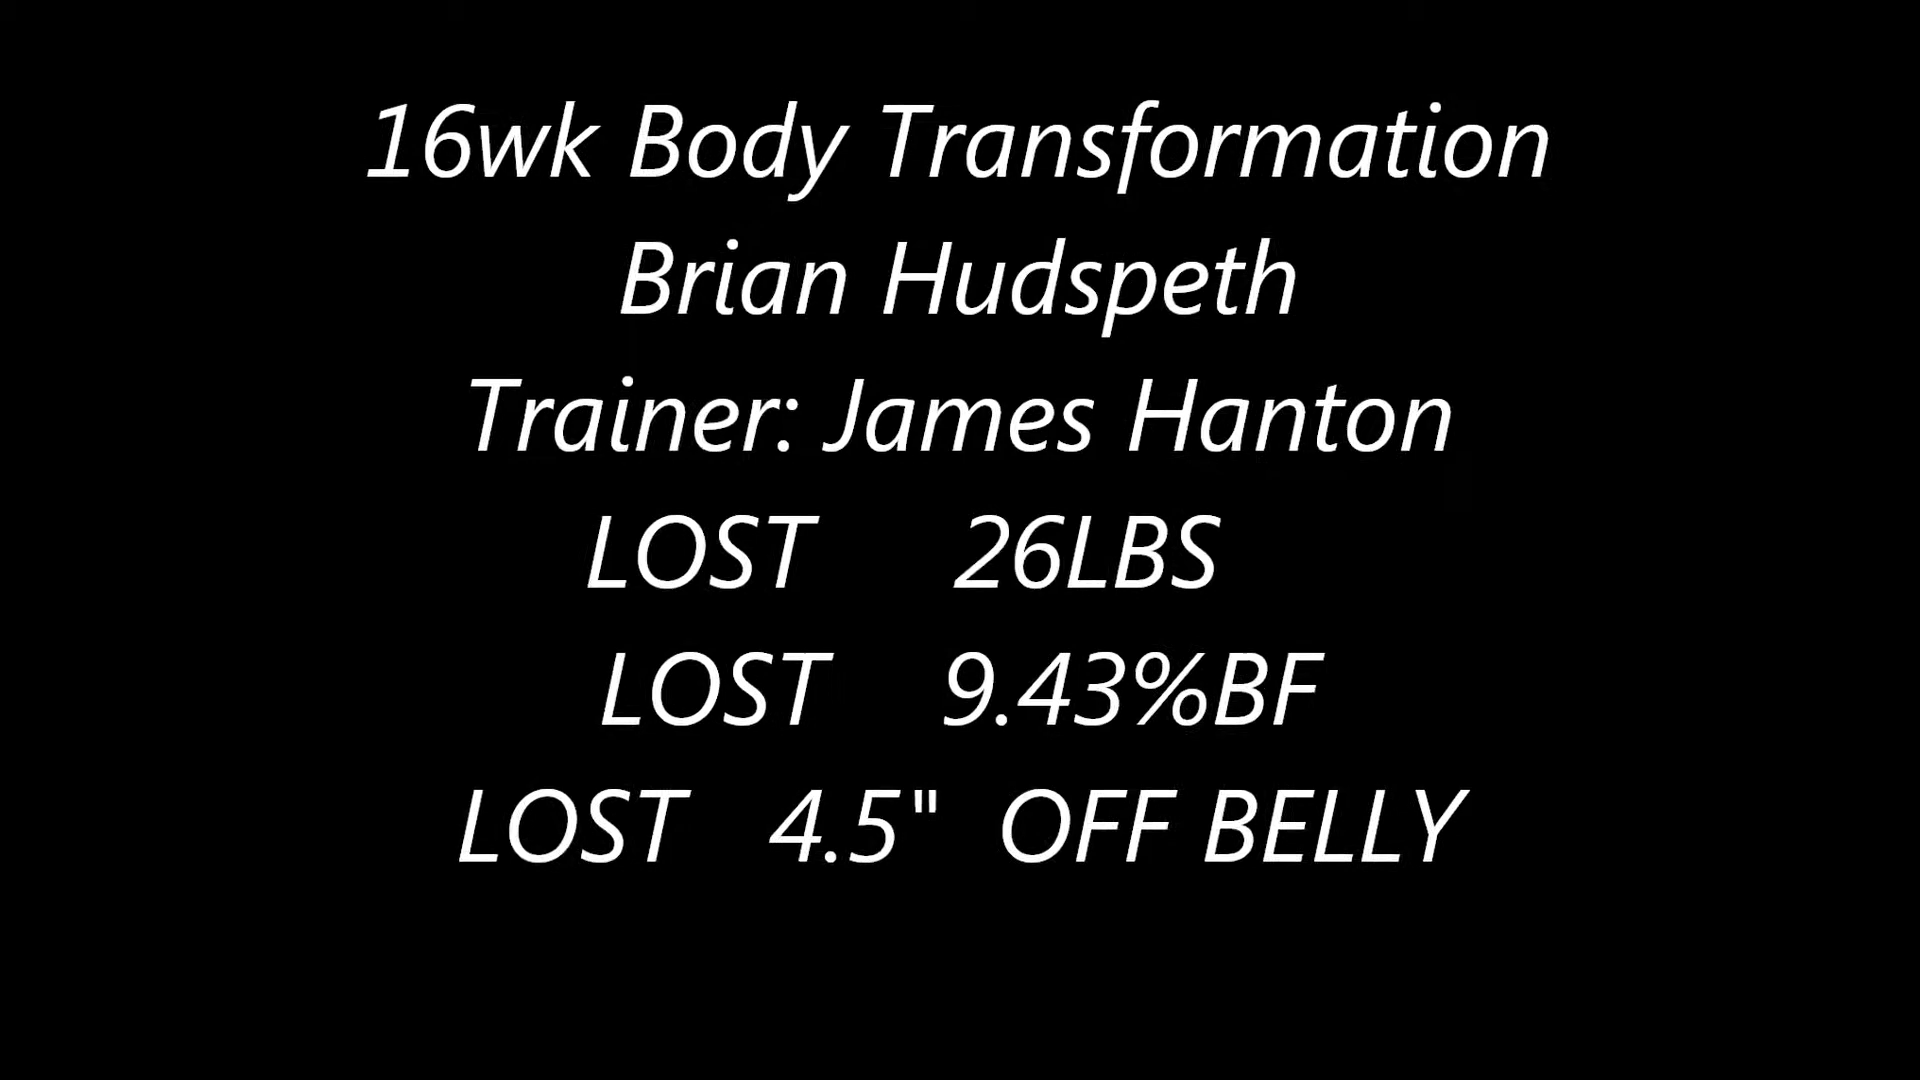 16wk Body Transformation
Brian Hudspeth
Trainer: James Hanton
LOST 26LBS
LOST 9.43%BF
LOST 4.5" OFF BELLY